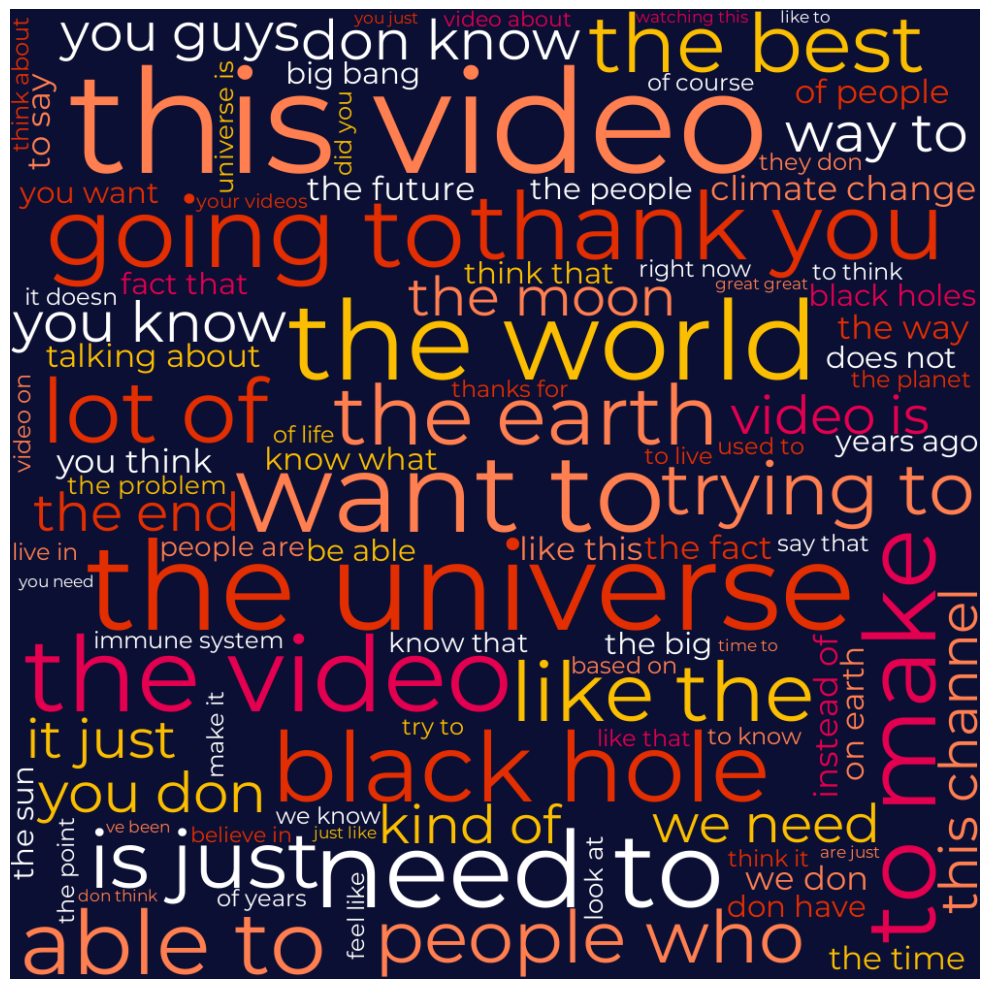 you just
video about
watching this
like to
you guys
don know
the best
think about
to say
this video
universe is
big bang
did you
of course
of people
way to
they don
you want
your videos
the future
the people
climate change
going to
thank you
fact that
think that
right now
to think
great great
it doesn
the moon
black holes
you know
the world
the way
talking about
does not
thanks for
the planet
video on
lot of
the earth
video is
of life
used to
years ago
you think
know what
to live
the problem
want to
trying to
the end
live in
people are
be able
like this
the fact
say that
you need
the universe
to make
this channel
immune system
know that
the big
time to
the video
based on
like the
instead of
on earth
make it
it just
try to
like that
to know
black hole
the sun
you don
we know
kind of
we need
the point
ve been
believe in
just like
is just
need to
look at
think it
are just
we don
don think
of years
feel like
don have
able to
people who
the time